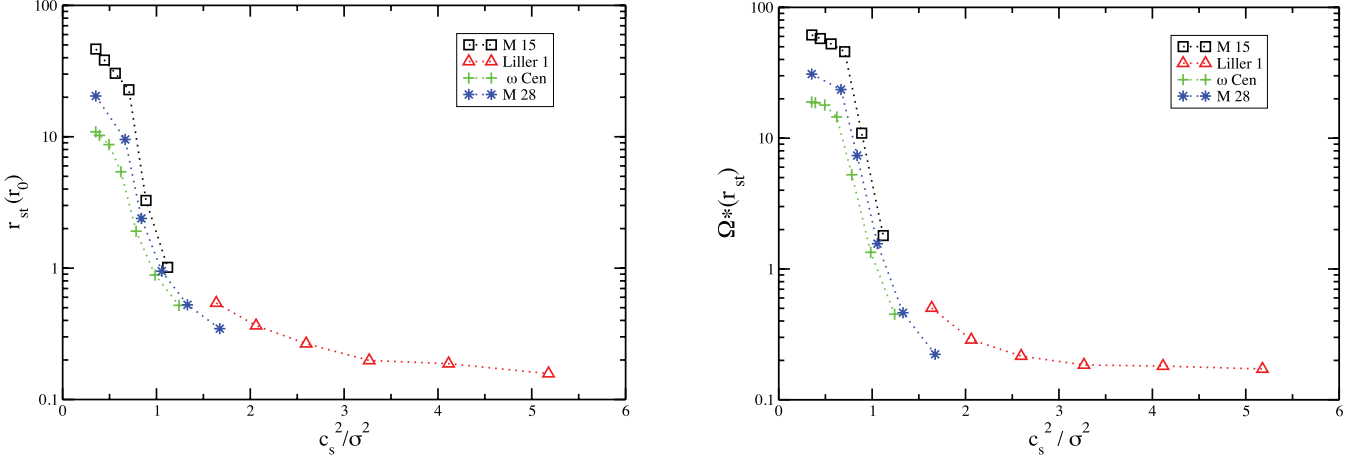 100
10
1
0.1
r_st (r_0)
M 15
Liller 1
ω Cen
M 28
0 1 2 3 4 5 6
c_s^2/σ^2
100
10
1
0.1
Ω*(r_st)
M 15
Liller 1
ω Cen
M 28
0 1 2 3 4 5 6
c_s^2 / σ^2